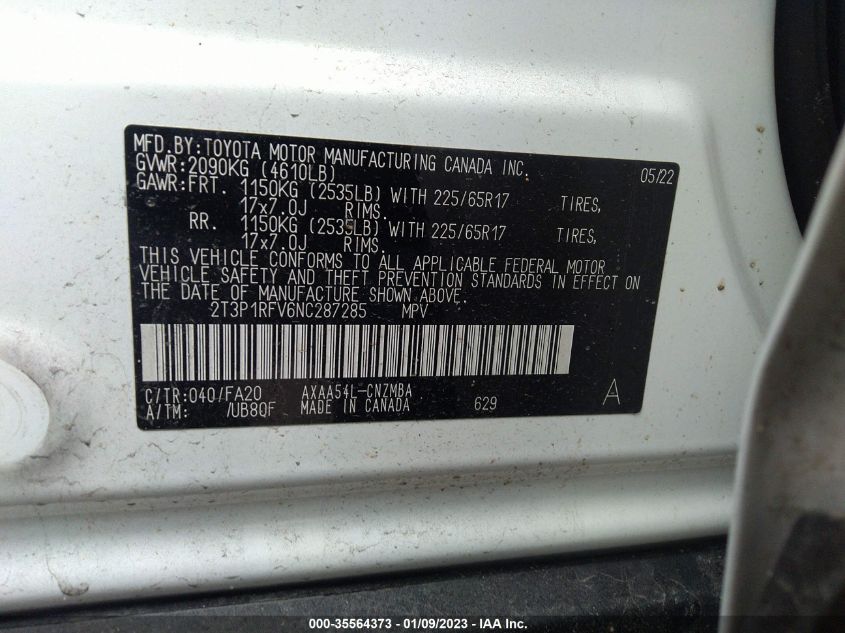 MFD.BY:TOYOTA MOTOR MANUFACTURING CANADA INC. 05/22
GVWR:2090KG (4610LB)
GAWR:FRT. 1150KG (2535LB) WITH 225/65R17 TIRES,
17x7.0J RIMS.
RR. 1150KG (2535LB) WITH 225/65R17 TIRES,
17x7.0J RIMS.
THIS VEHICLE CONFORMS TO ALL APPLICABLE FEDERAL MOTOR
VEHICLE SAFETY AND THEFT PREVENTION STANDARDS IN EFFECT ON
THE DATE OF MANUFACTURE SHOWN ABOVE.
2T3P1RFV6NC287285 MPV
C/TR:040/FA20 AXAA54L-CNZMBA
A/TM: /UB80F MADE IN CANADA 629 A
000-35564373 - 01/09/2023 - IAA Inc.